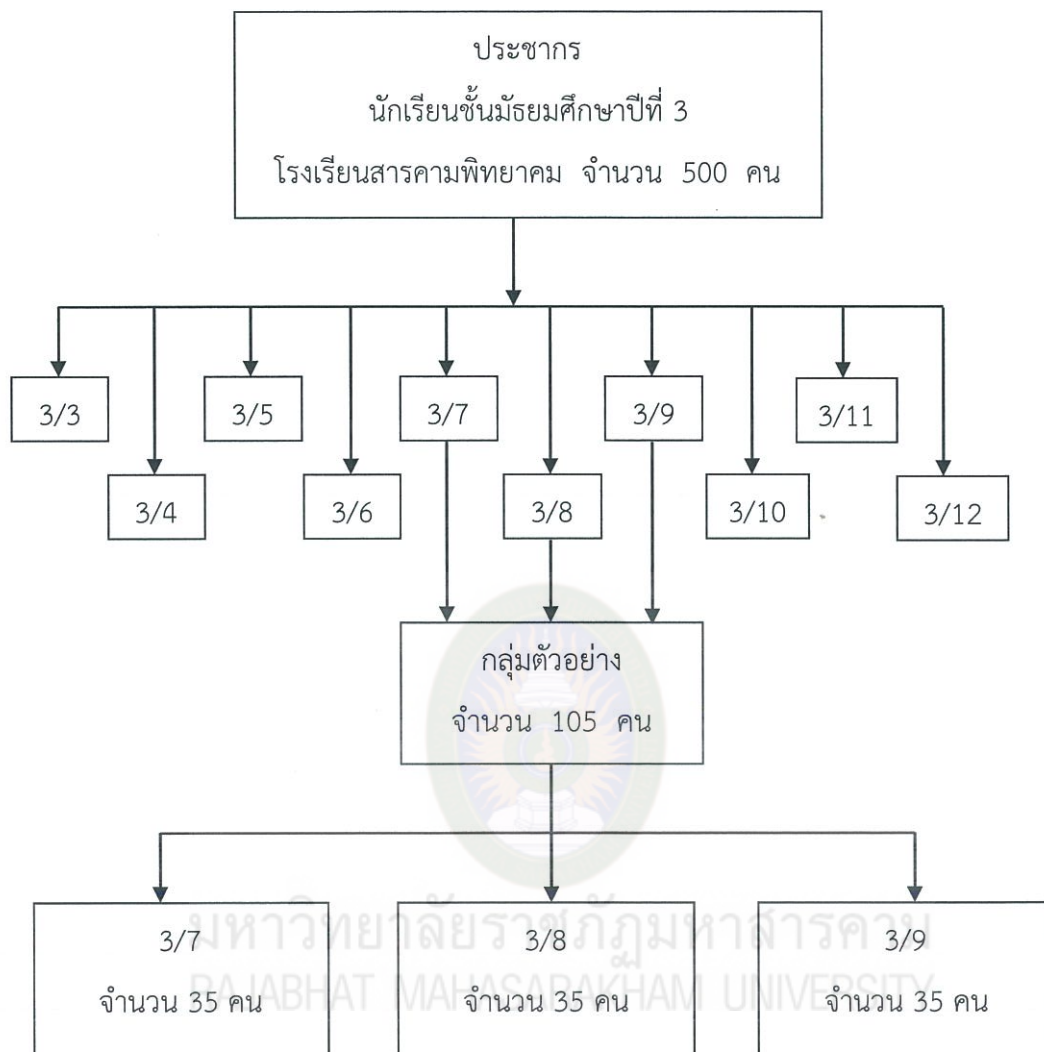 ประชากร
นักเรียนชั้นมัธยมศึกษาปีที่ 3
โรงเรียนสารคามพิทยาคม จำนวน 500 คน
3/3
3/5
3/7
3/9
3/11
3/4
3/6
3/8
3/10
3/12
กลุ่มตัวอย่าง
จำนวน 105 คน
3/7
จำนวน 35 คน
3/8
จำนวน 35 คน
3/9
จำนวน 35 คน
มหาวิทยาลัยราชภัฏมหาสารคาม
RAJABHAT MAHASARAKHAM UNIVERSITY